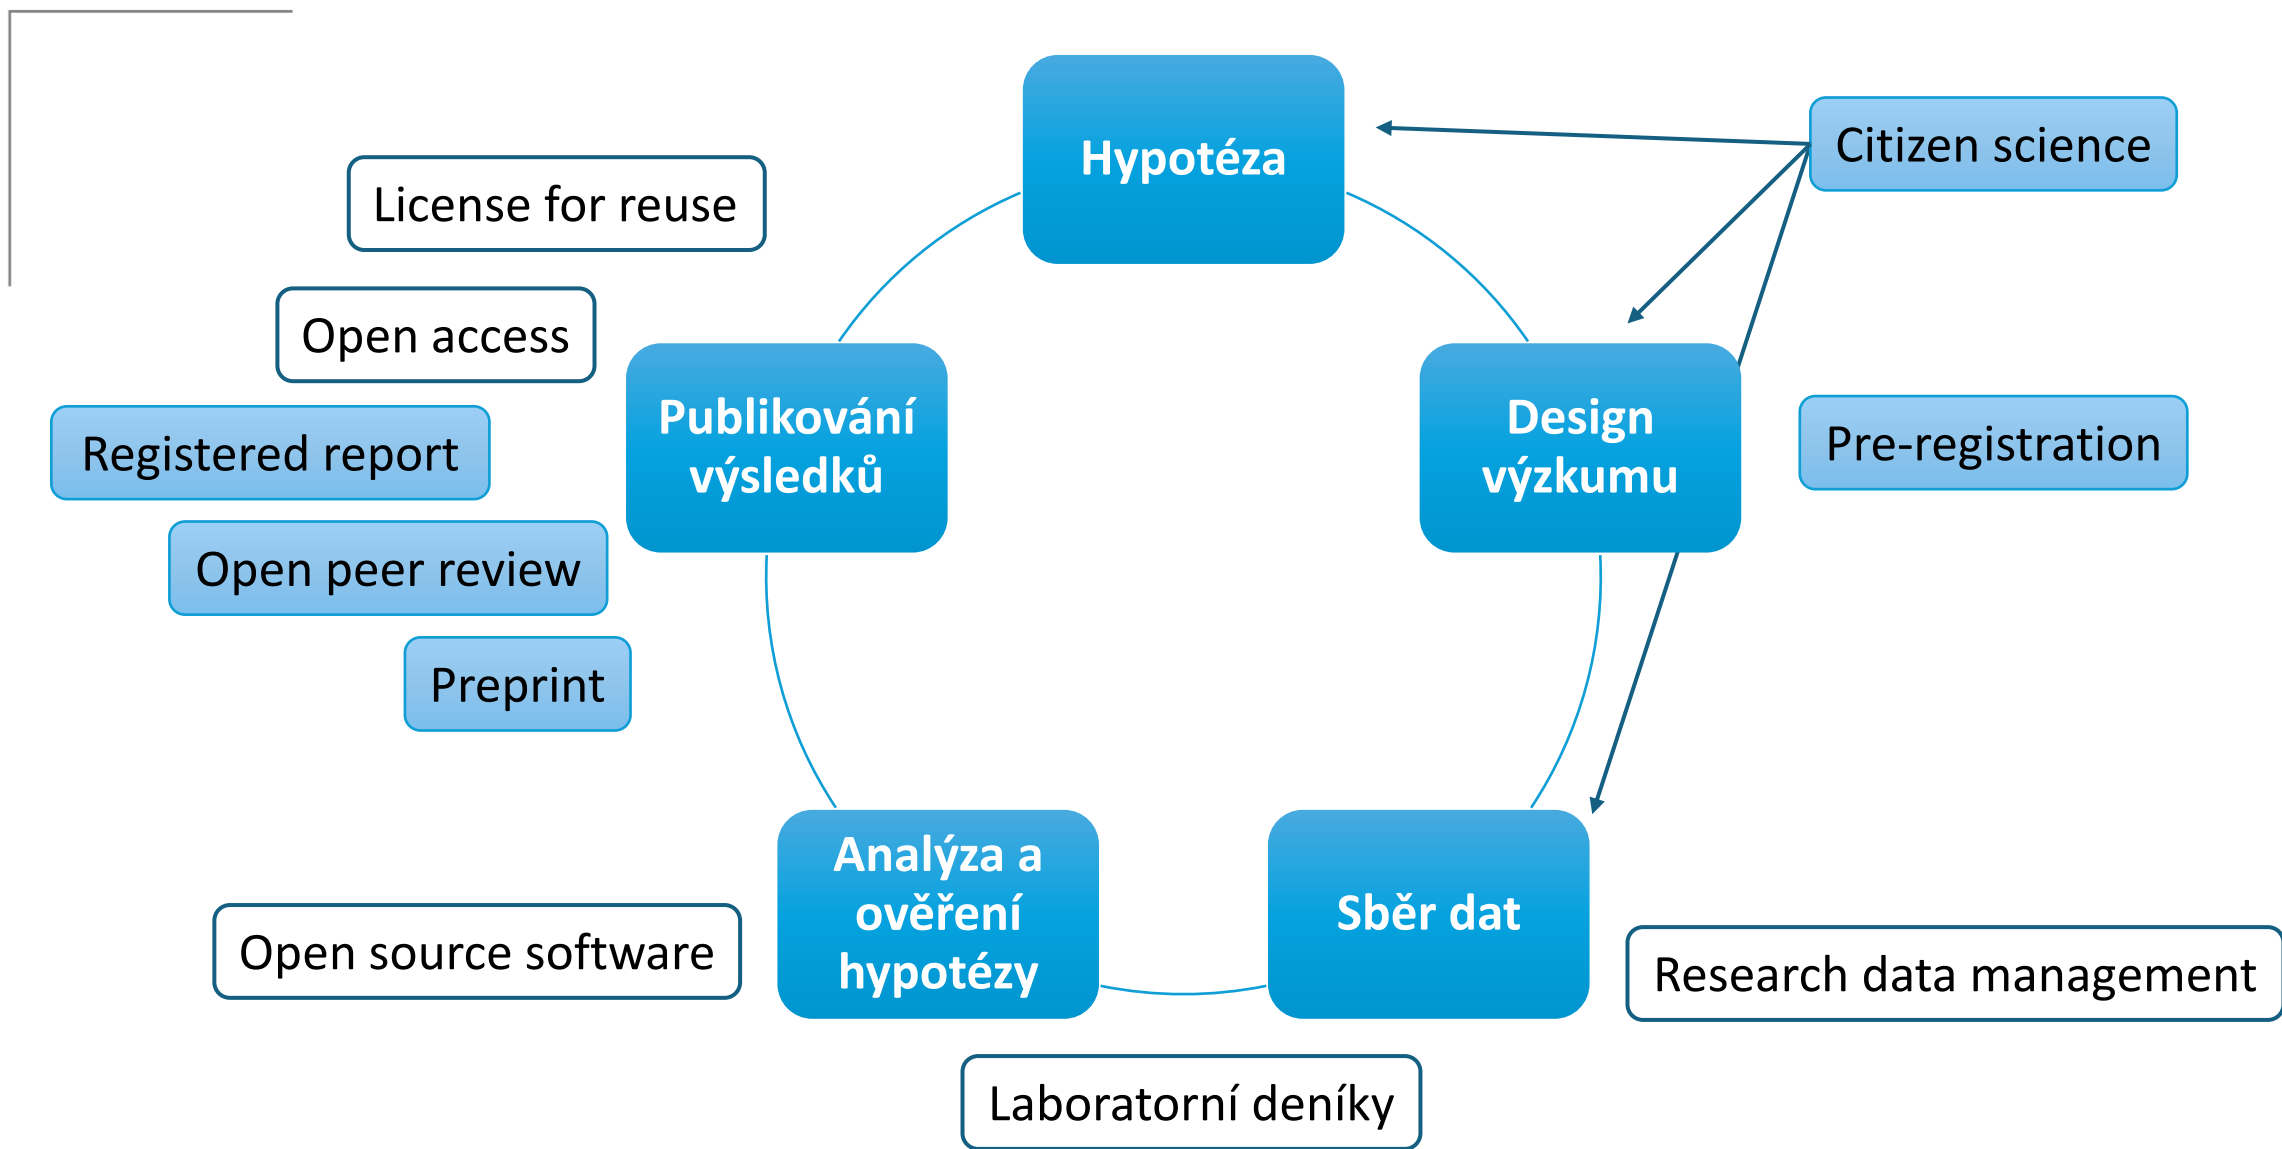 Hypotéza
Citizen science
License for reuse
Open access
Publikování
výsledků
Design
výzkumu
Registered report
Pre-registration
Open peer review
Preprint
Analýza a
ověření
hypotézy
Sběr dat
Open source software
Research data management
Laboratorní deníky